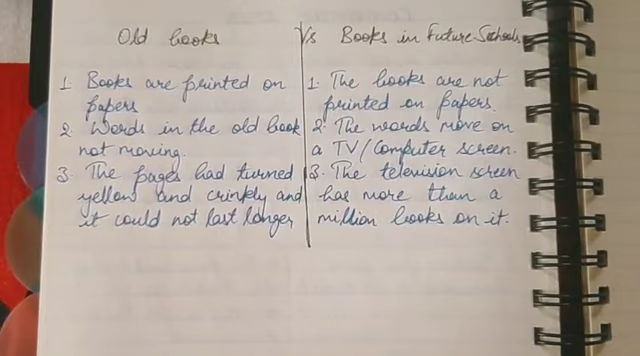 Old books Vs Books in Future Schools
1. Books are printed on
papers
2. Words in the old book
not moving.
3. The pages had turned
yellow and crinkly and
it could not last longer
1. The books are not
printed on papers.
2. The words move on
a TV/Computer screen.
3. The television screen
has more than a
million books on it.